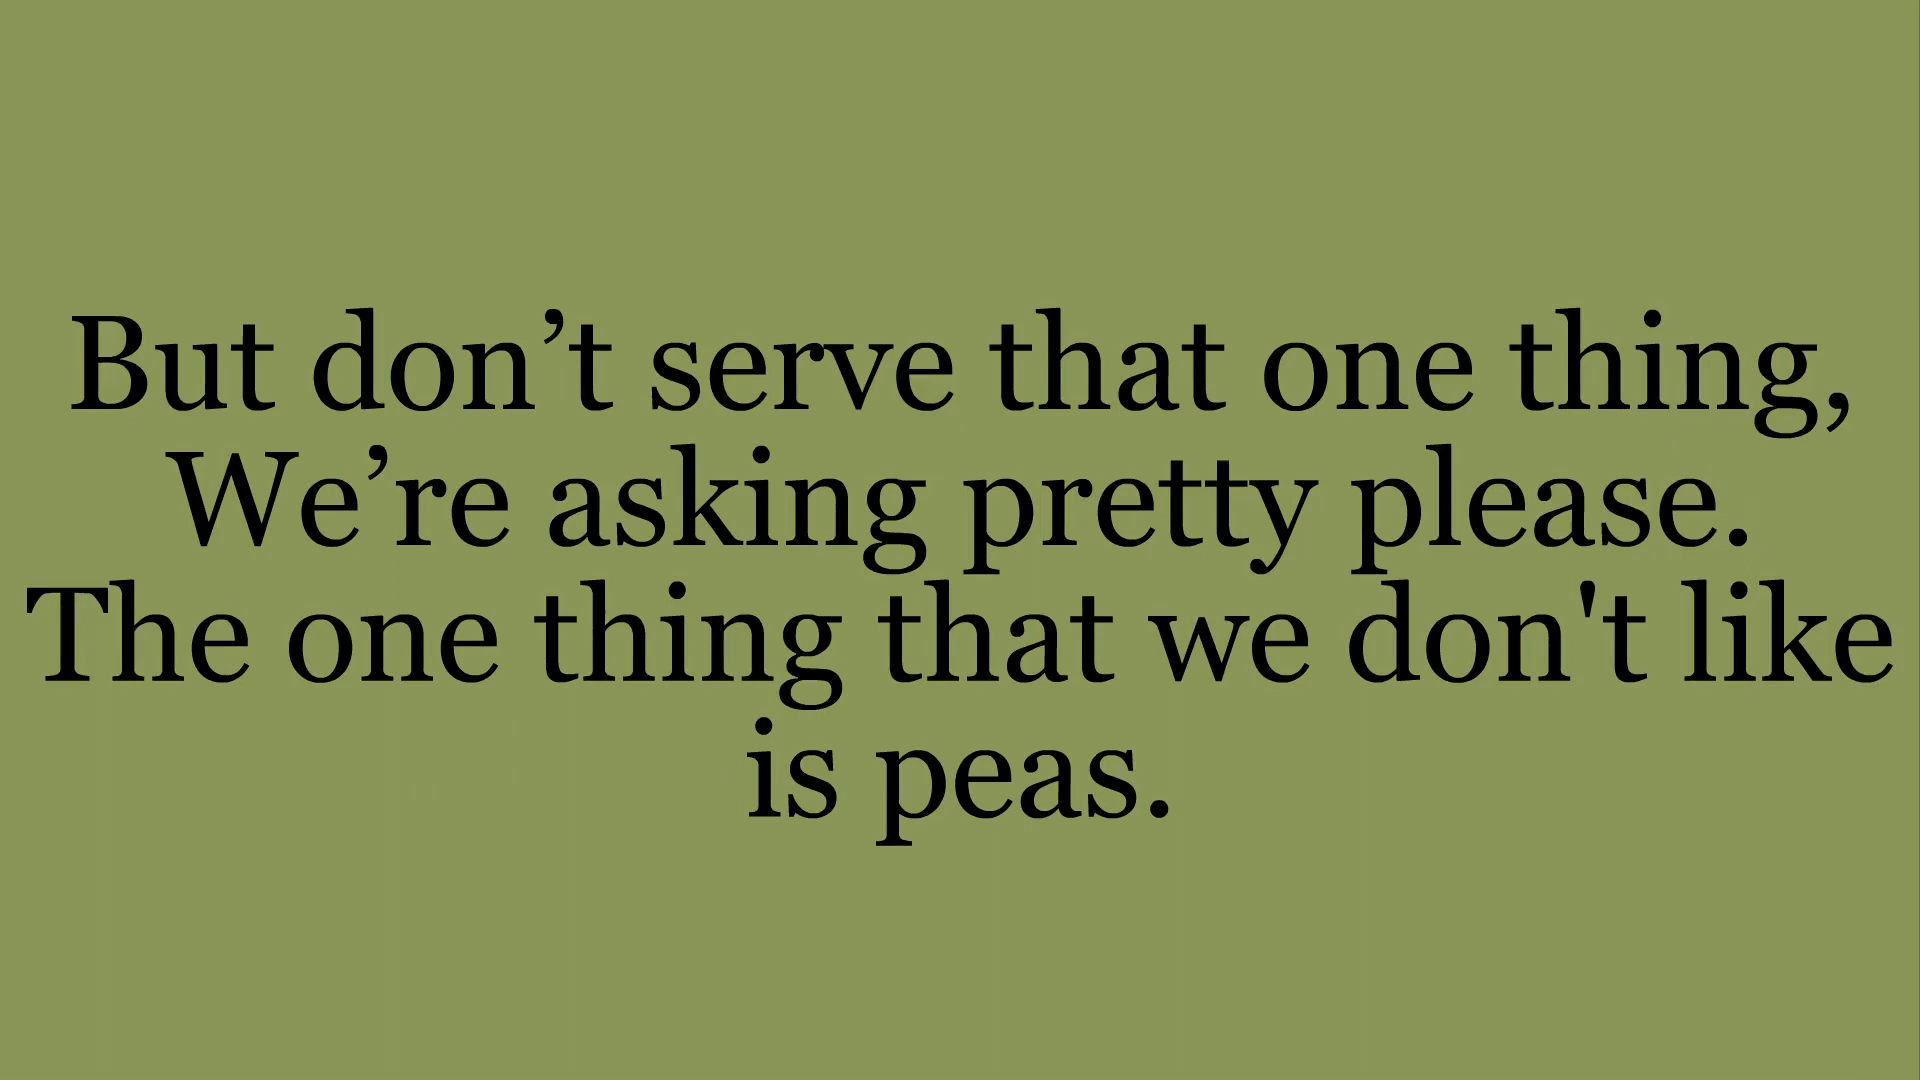 But don’t serve that one thing,
We’re asking pretty please.
The one thing that we don't like
is peas.